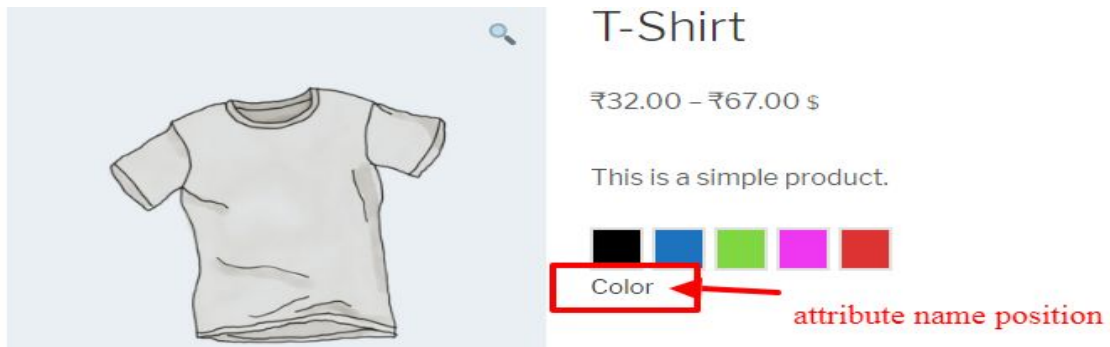 T-Shirt
₹32.00 – ₹67.00 $
This is a simple product.
Color
attribute name position